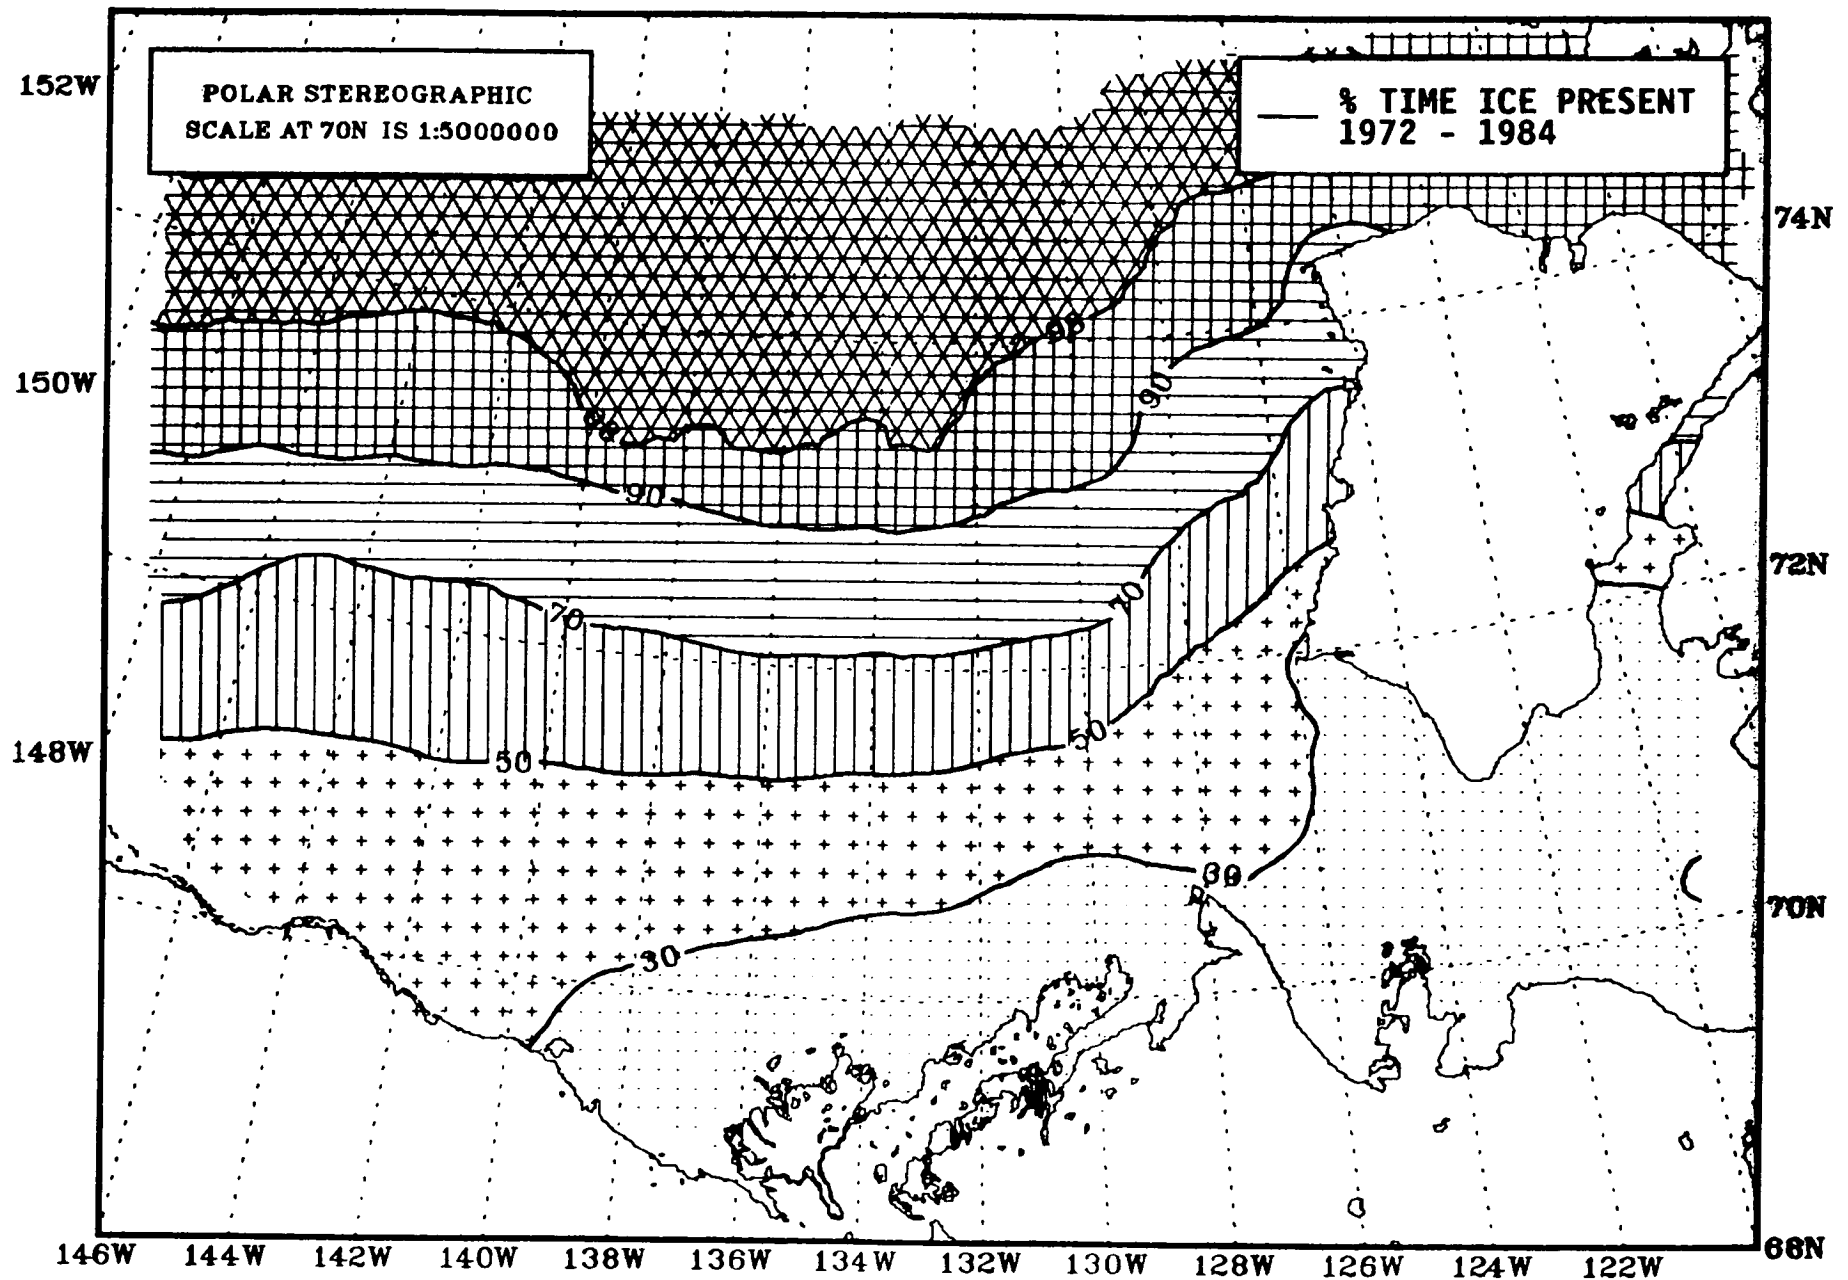 POLAR STEREOGRAPHIC
SCALE AT 70N IS 1:5000000
% TIME ICE PRESENT
1972 - 1984
152W
150W
148W
74N
72N
70N
68N
98
98
90
90
70
70
50
50
30
30
146W 144W 142W 140W 138W 136W 134W 132W 130W 128W 126W 124W 122W